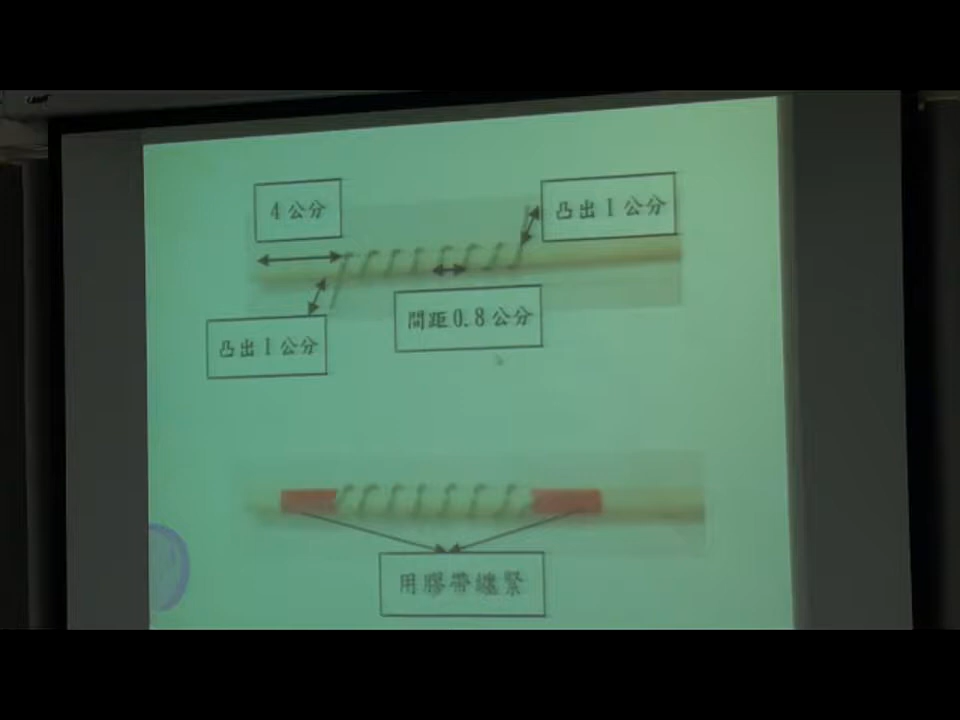 4 公分
凸出 1 公分
間距 0.8 公分
凸出 1 公分
用膠帶纏緊